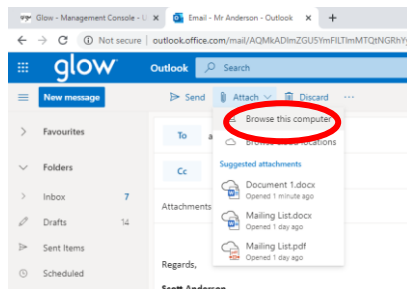 Glow - Management Console - U
Email - Mr Anderson - Outlook
Not secure | outlook.office.com/mail/AQMkADImZGU5YmFlLTlmMTQtNGRhYy
glow
Outlook
Search
New message
Send
Attach
Discard
Browse this computer
Browse cloud locations
Favourites
To
a
Folders
Cc
Suggested attachments
Document 1.docx
Opened 1 minute ago
Inbox 7
Attachments
Mailing List.docx
Opened 1 day ago
Drafts 14
Sent Items
Mailing List.pdf
Opened 1 day ago
Regards,
Scheduled
Scott Anderson